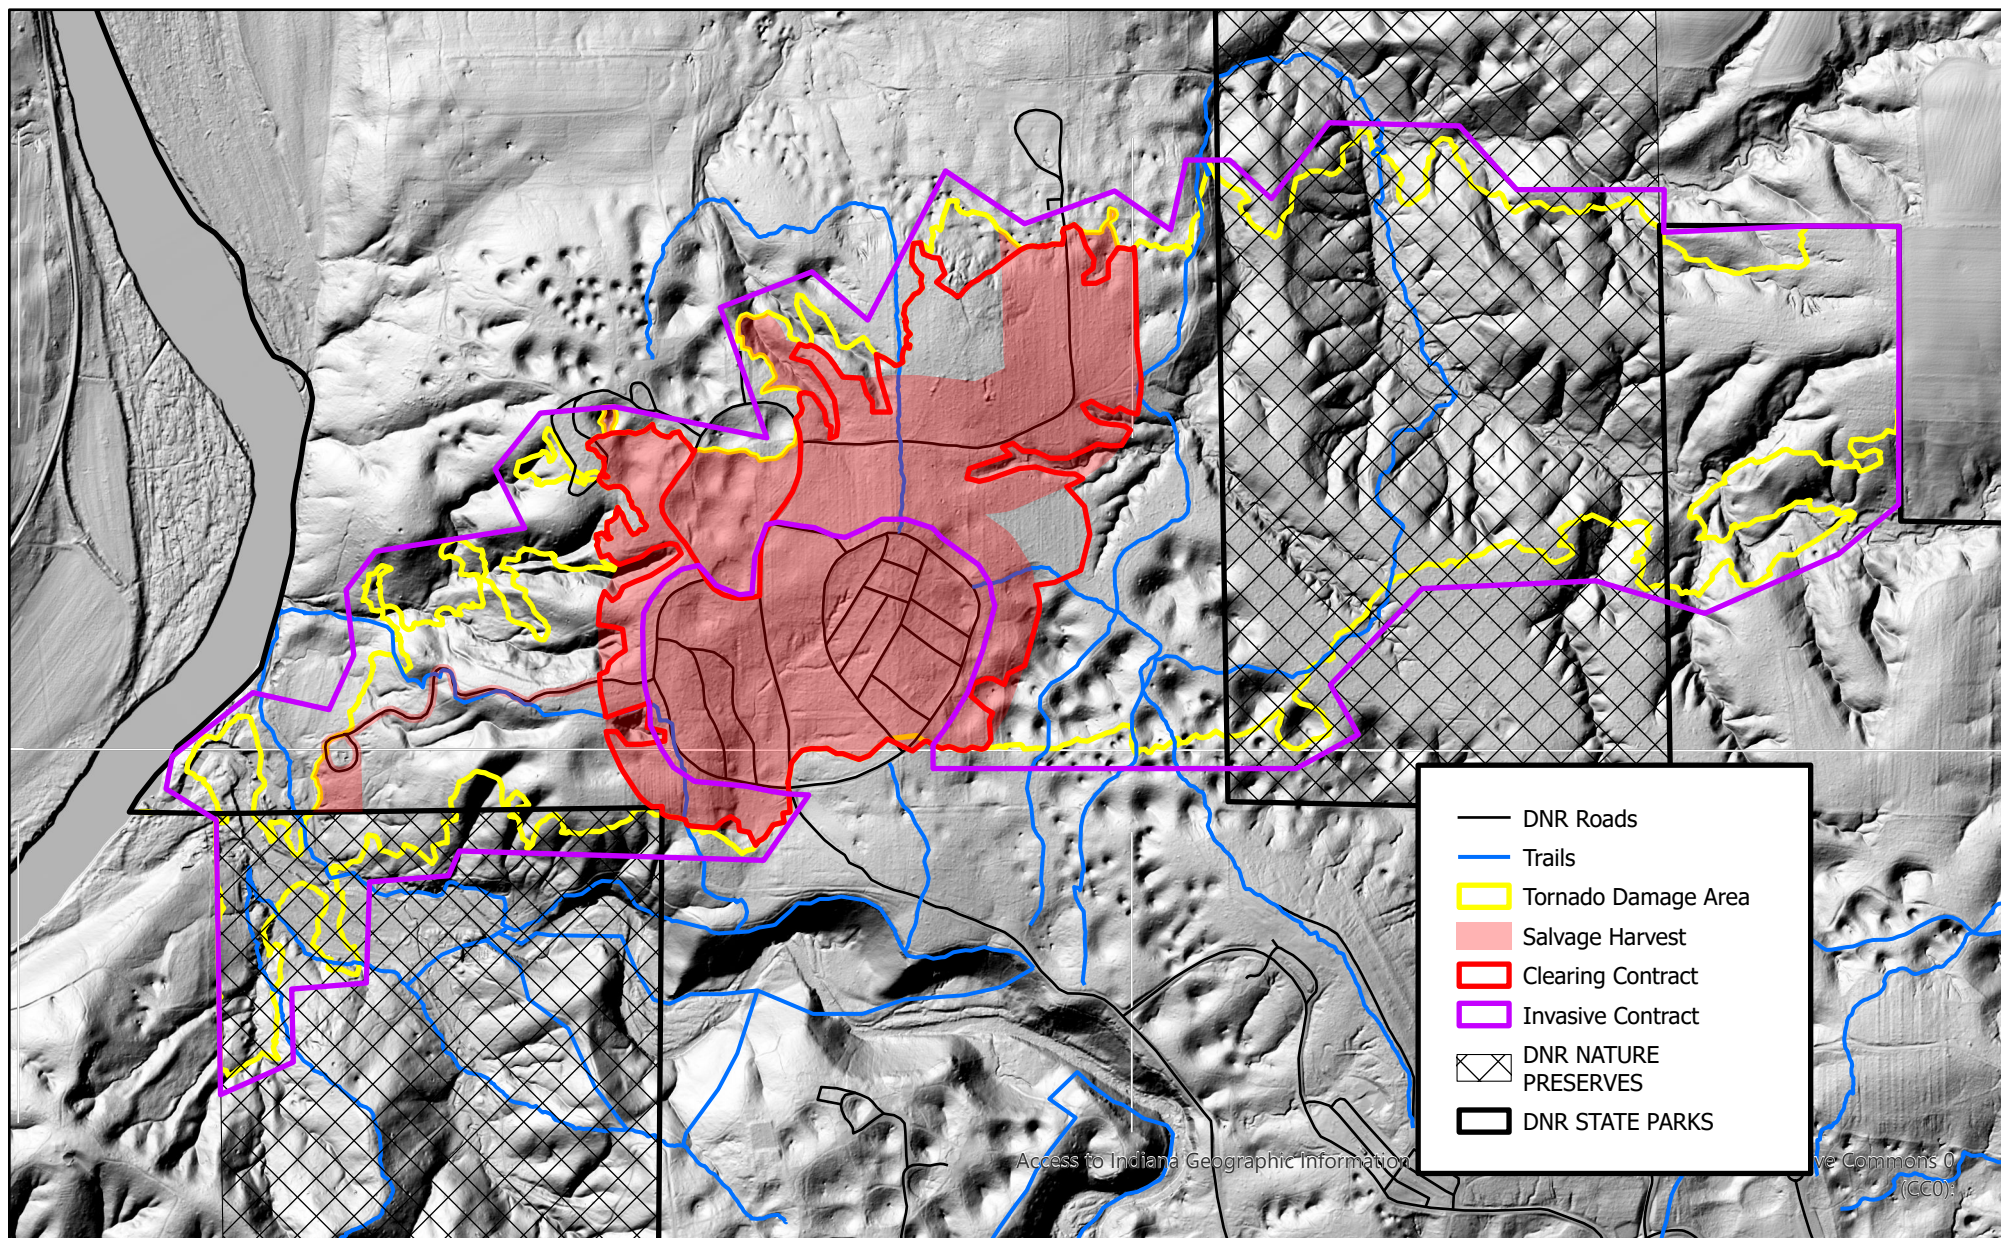 DNR Roads
Trails
Tornado Damage Area
Salvage Harvest
Clearing Contract
Invasive Contract
DNR NATURE
PRESERVES
DNR STATE PARKS
Access to Indiana Geographic Information
Commons 0
(CC0).